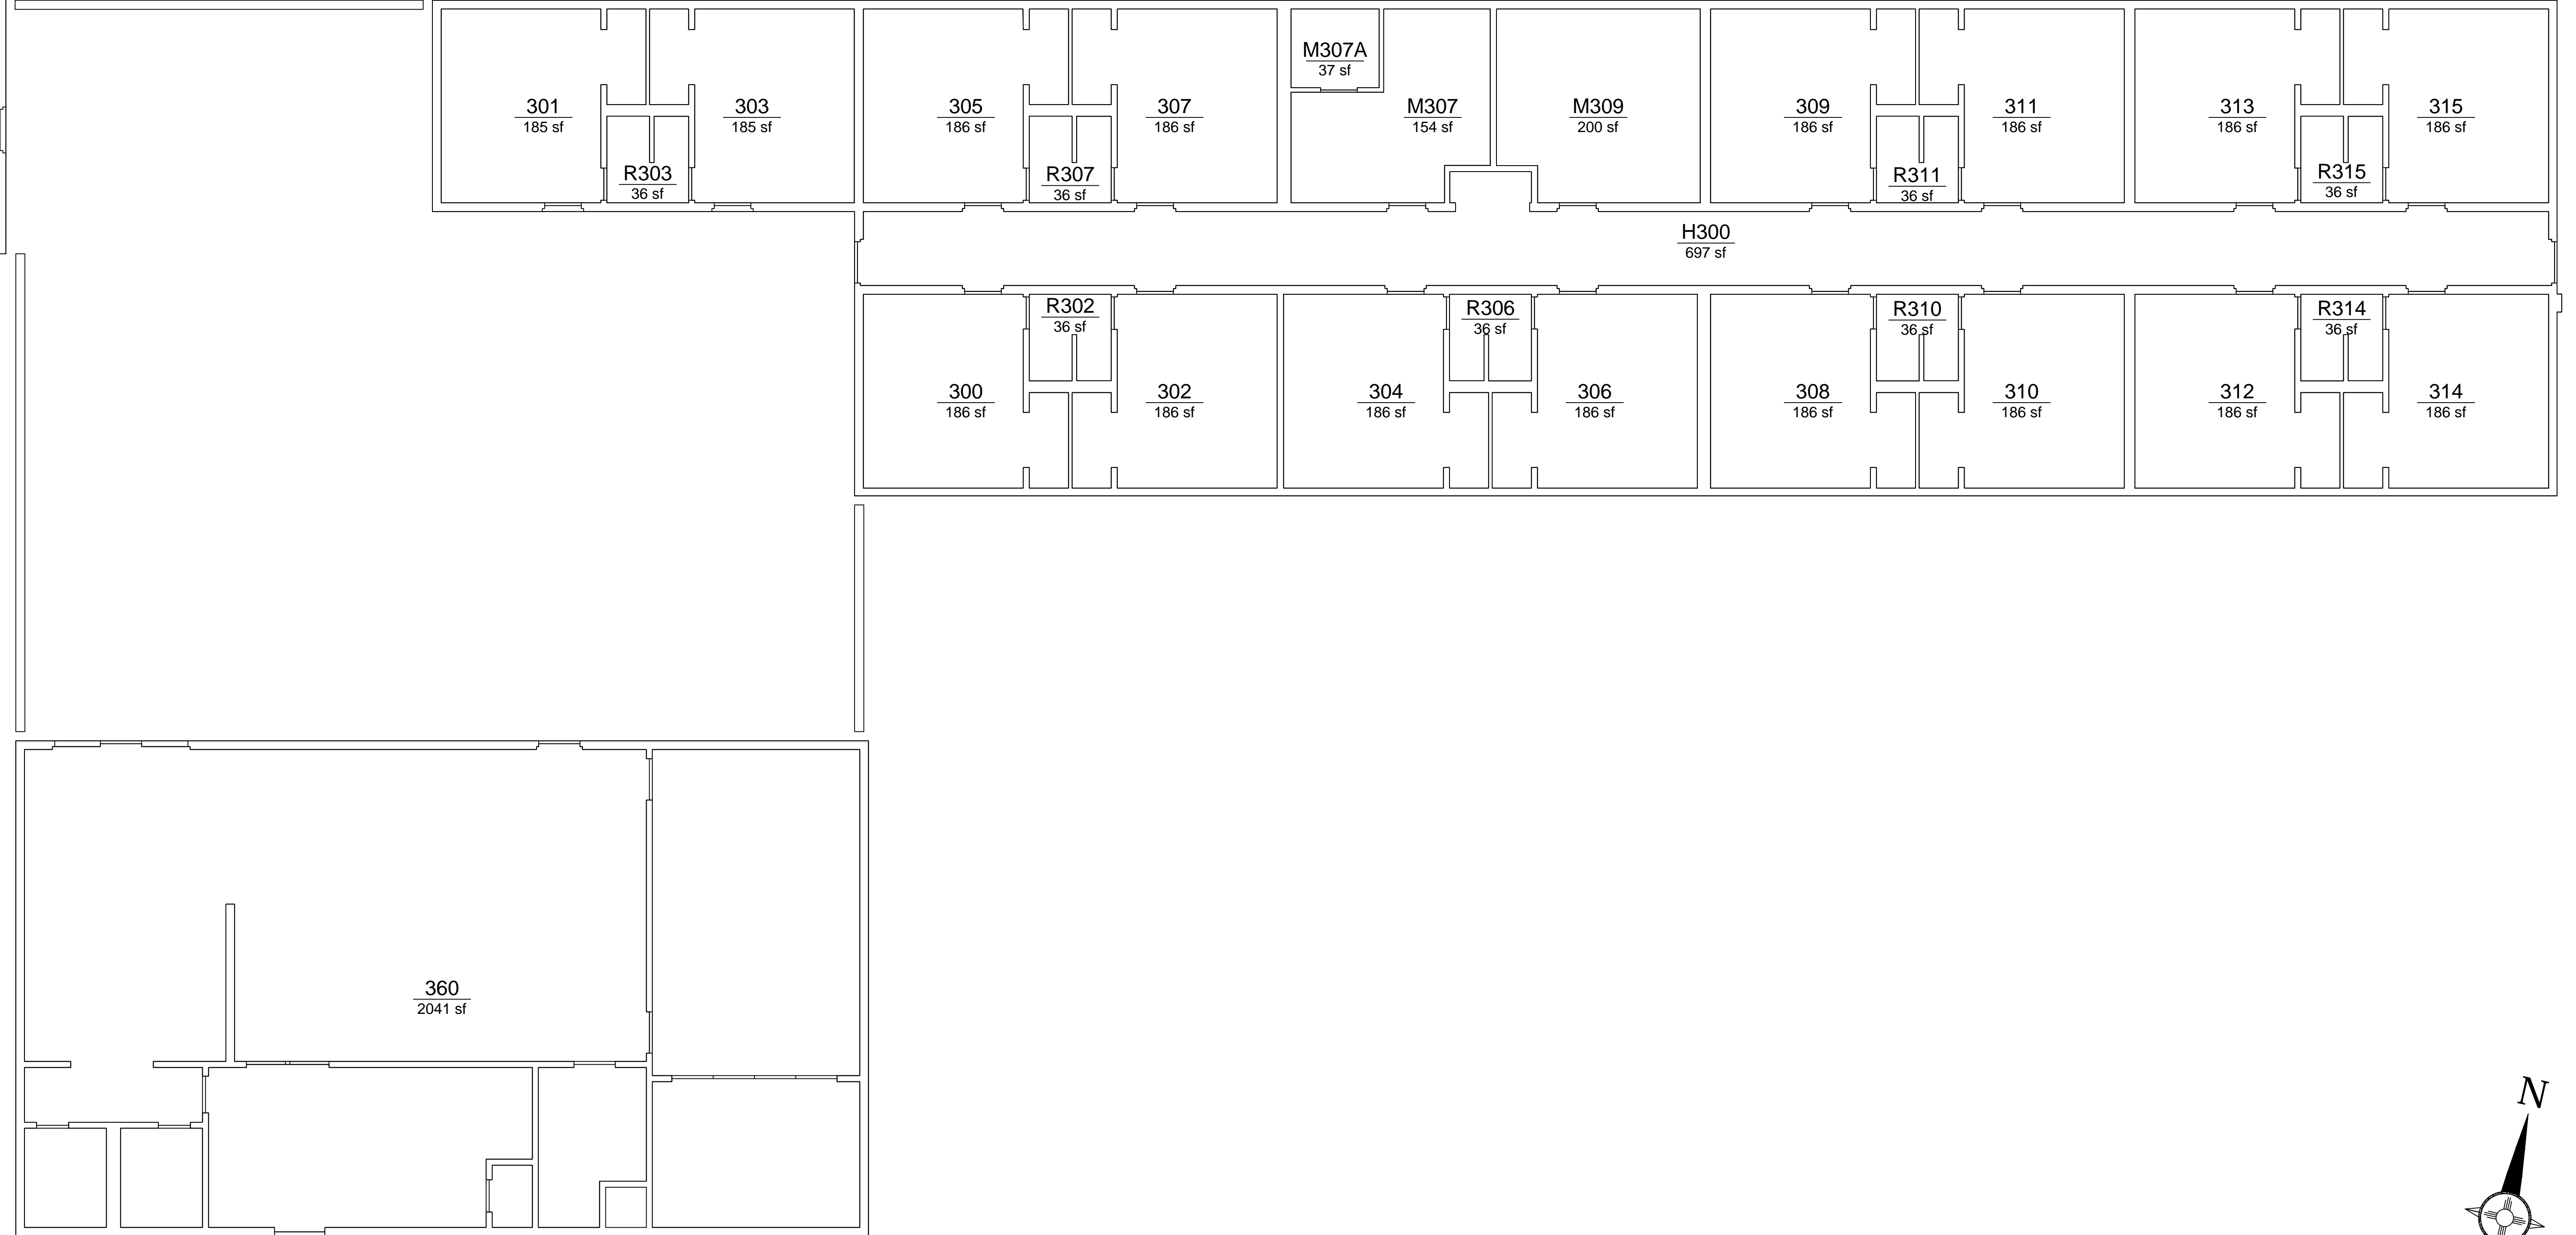 M307A
37 sf
301
185 sf
303
185 sf
305
186 sf
307
186 sf
M307
154 sf
M309
200 sf
309
186 sf
311
186 sf
313
186 sf
315
186 sf
R303
36 sf
R307
36 sf
R311
36 sf
R315
36 sf
H300
697 sf
R302
36 sf
R306
36 sf
R310
36 sf
R314
36 sf
300
186 sf
302
186 sf
304
186 sf
306
186 sf
308
186 sf
310
186 sf
312
186 sf
314
186 sf
360
2041 sf
N